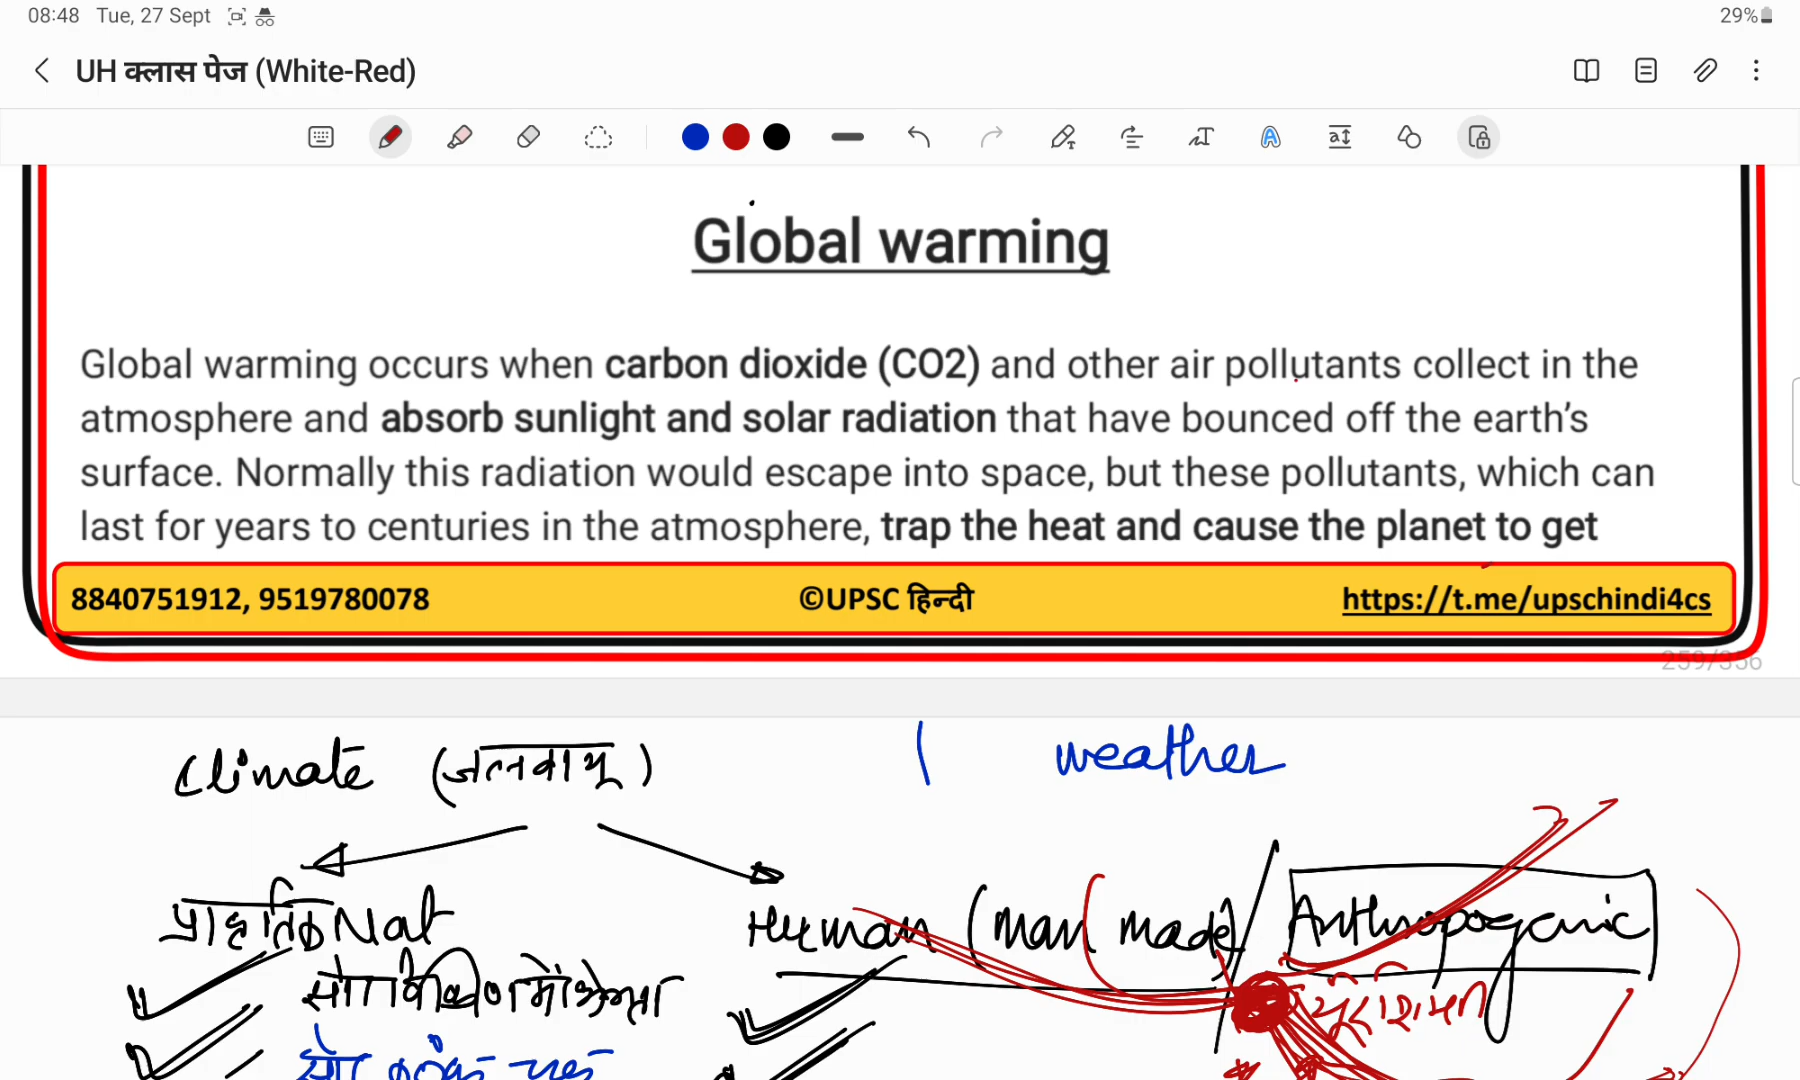 08:48 Tue, 27 Sept
29%
UH क्लास पेज (White-Red)
Global warming
Global warming occurs when carbon dioxide (CO2) and other air pollutants collect in the
atmosphere and absorb sunlight and solar radiation that have bounced off the earth’s
surface. Normally this radiation would escape into space, but these pollutants, which can
last for years to centuries in the atmosphere, trap the heat and cause the planet to get
8840751912, 9519780078 ©UPSC हिन्दी https://t.me/upschindi4cs
259/356
Climate (जलवायु) weather
Nat Human (man made) / Anthropogenic